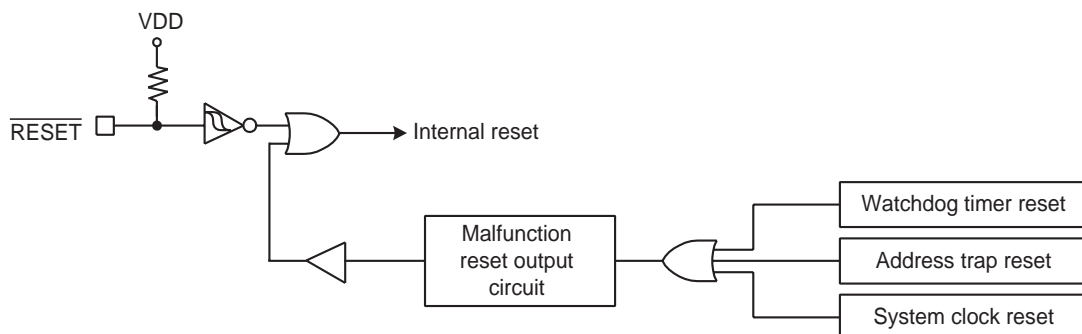 VDD
RESET
Internal reset
Watchdog timer reset
Malfunction
reset output
circuit
Address trap reset
System clock reset